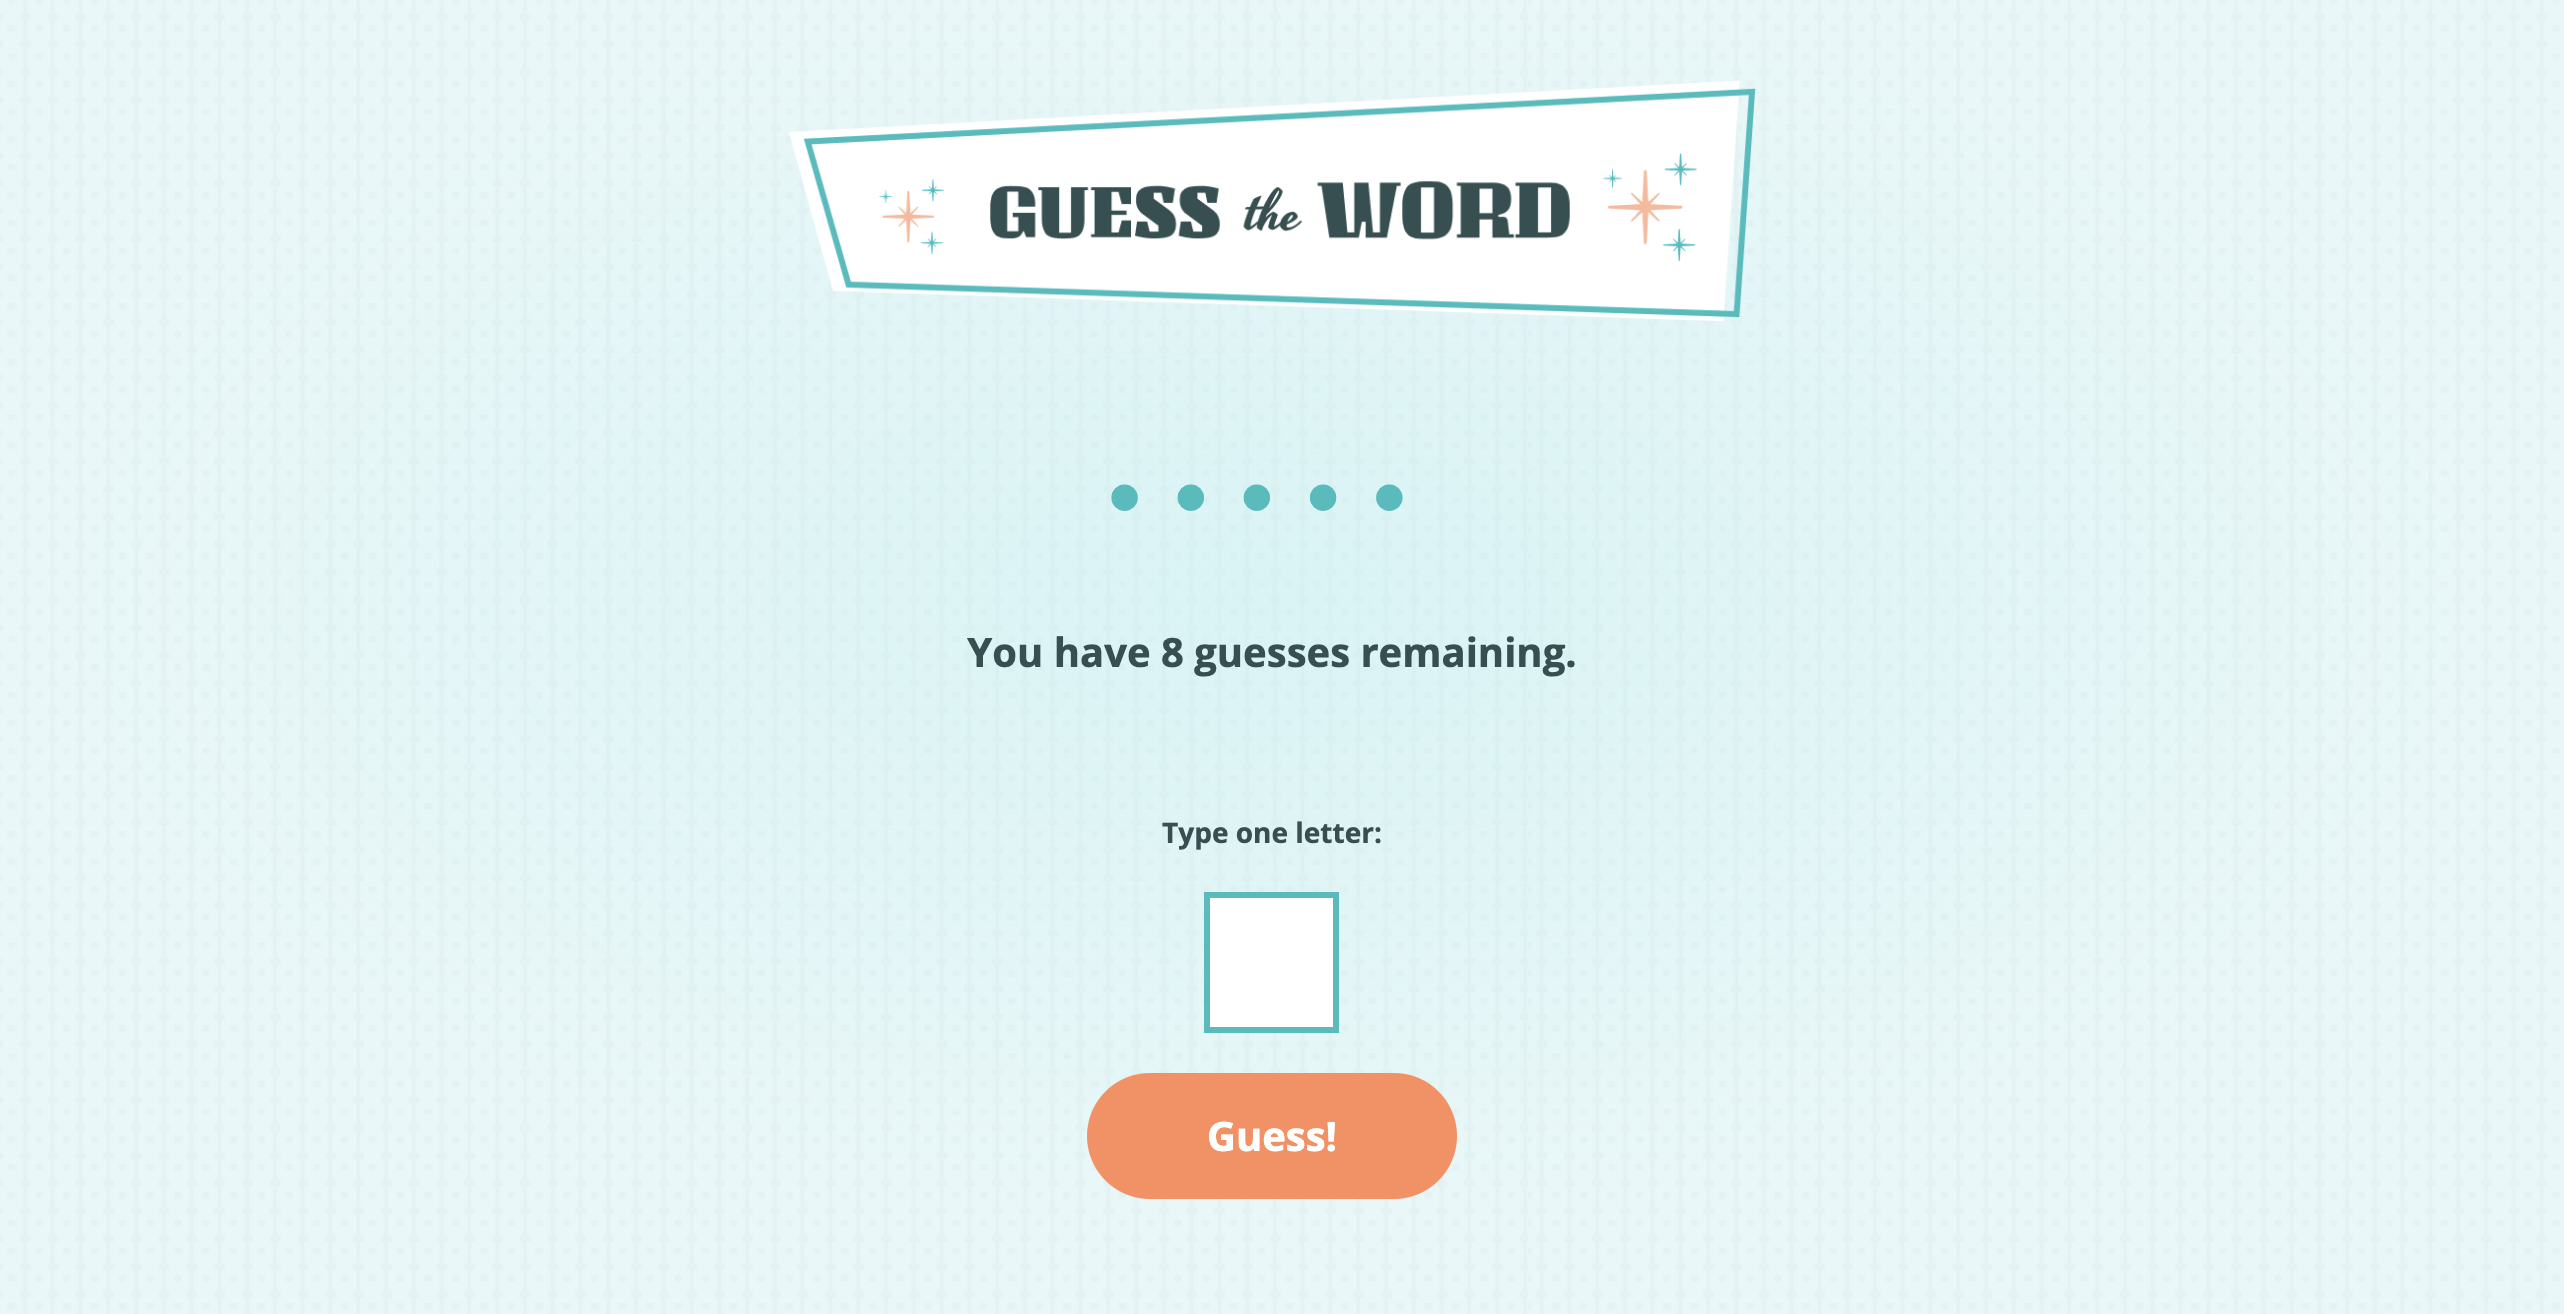 GUESS the WORD
● ● ● ● ●
You have 8 guesses remaining.
Type one letter:
Guess!